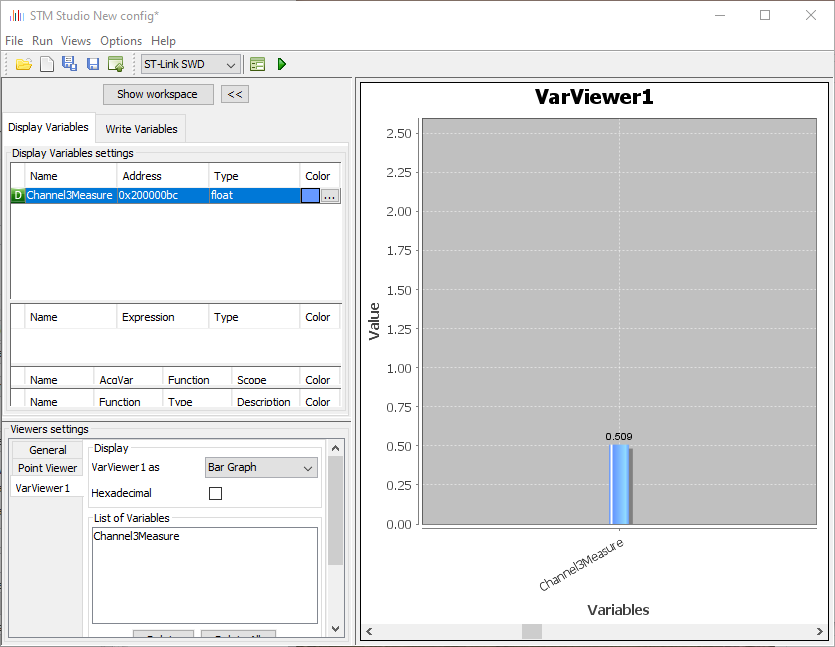 STM Studio New config*
File Run Views Options Help
ST-Link SWD
Show workspace <<
Display Variables Write Variables
Display Variables settings
Name Address Type Color
D Channel3Measure 0x200000bc float ...
Name Expression Type Color
Name AcqVar Function Scope Color
Name Function Type Description Color
Viewers settings
General
Point Viewer
VarViewer1
Display
VarViewer1 as Bar Graph
Hexadecimal
List of Variables
Channel3Measure
VarViewer1
2.50
2.25
2.00
1.75
1.50
1.25
1.00
0.75
0.50
0.25
0.00
Value
0.509
Channel3Measure
Variables